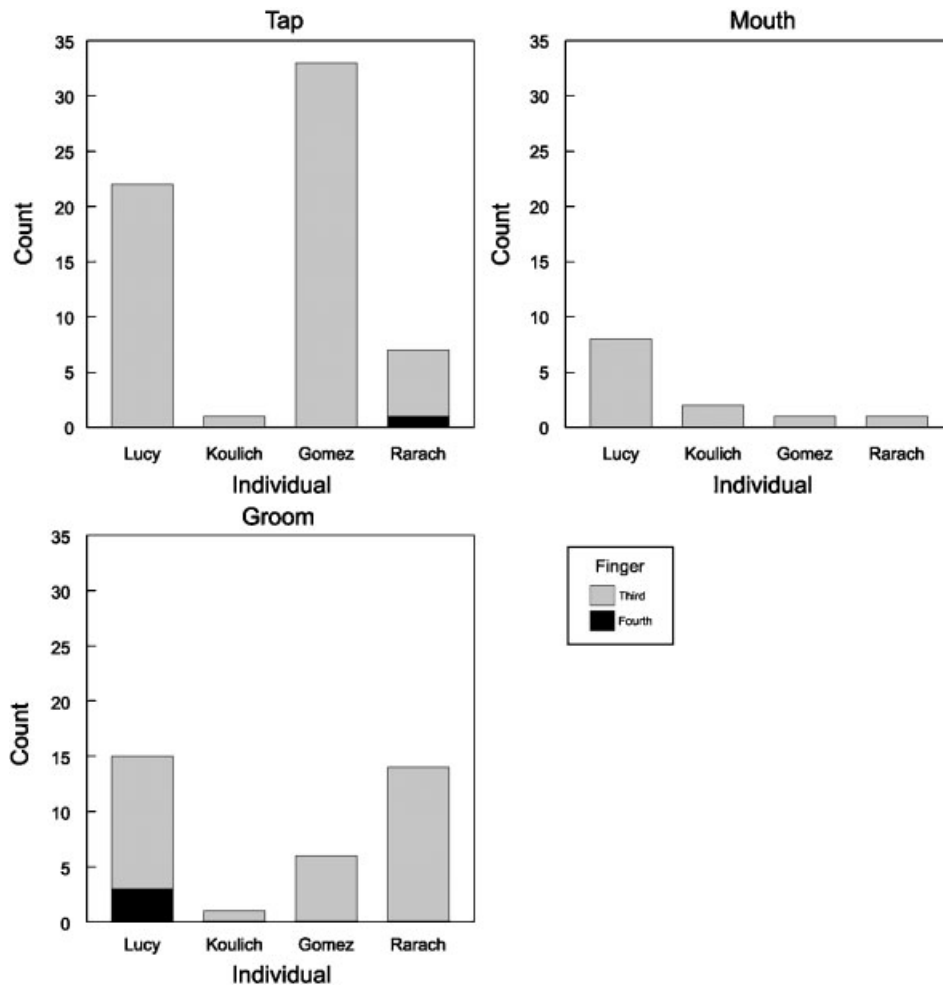 Tap
35
30
25
20
15
10
5
0
Count
Lucy Koulich Gomez Rarach
Individual
Mouth
35
30
25
20
15
10
5
0
Count
Lucy Koulich Gomez Rarach
Individual
Groom
35
30
25
20
15
10
5
0
Count
Lucy Koulich Gomez Rarach
Individual
Finger
Third
Fourth